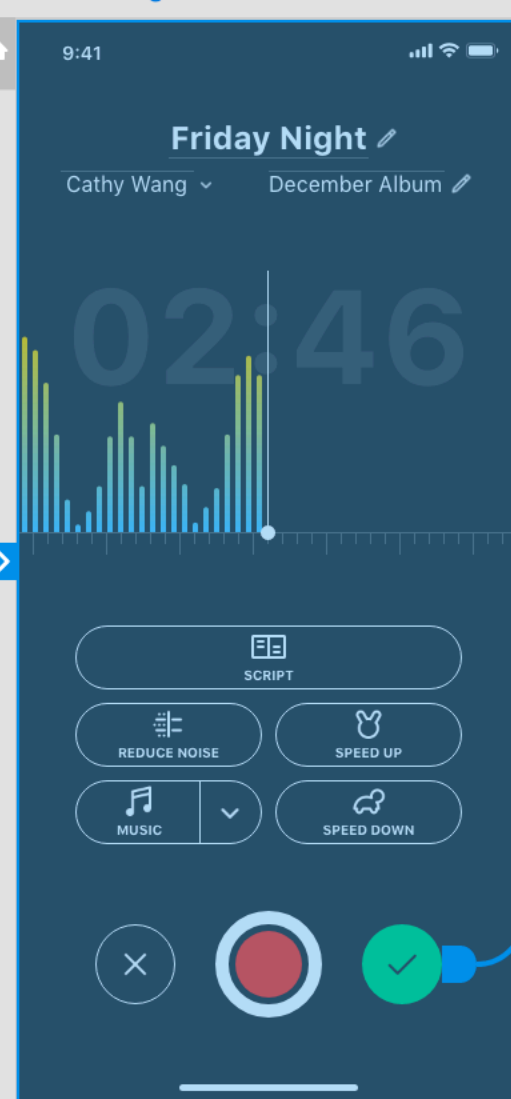 9:41
Friday Night
Cathy Wang
December Album
02:46
SCRIPT
REDUCE NOISE
SPEED UP
MUSIC
SPEED DOWN